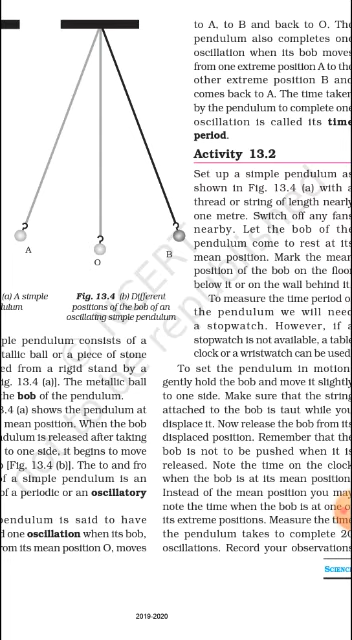 A
O
B
(a) A simple
Fig. 13.4 (b) Different
positions of the bob of an
oscillating simple pendulum
ple pendulum consists of a
tallic ball or a piece of stone
ed from a rigid stand by a
ig. 13.4 (a)]. The metallic ball
the bob of the pendulum.
3.4 (a) shows the pendulum at
mean position. When the bob
ndulum is released after taking
to one side, it begins to move
[Fig. 13.4 (b)]. The to and fro
of a simple pendulum is an
of a periodic or an oscillatory
pendulum is said to have
d one oscillation when its bob,
rom its mean position O, moves
to A, to B and back to O. The
pendulum also completes one
oscillation when its bob moves
from one extreme position A to the
other extreme position B and
comes back to A. The time taken
by the pendulum to complete one
oscillation is called its time
period.
Activity 13.2
Set up a simple pendulum as
shown in Fig. 13.4 (a) with a
thread or string of length nearly
one metre. Switch off any fans
nearby. Let the bob of the
pendulum come to rest at its
mean position. Mark the mean
position of the bob on the floor
below it or on the wall behind it.
To measure the time period of
the pendulum we will need
a stopwatch. However, if a
stopwatch is not available, a table
clock or a wristwatch can be used.
To set the pendulum in motion,
gently hold the bob and move it slightly
to one side. Make sure that the string
attached to the bob is taut while you
displace it. Now release the bob from its
displaced position. Remember that the
bob is not to be pushed when it is
released. Note the time on the clock
when the bob is at its mean position.
Instead of the mean position you may
note the time when the bob is at one of
its extreme positions. Measure the time
the pendulum takes to complete 20
oscillations. Record your observations
SCIENC
2019-2020